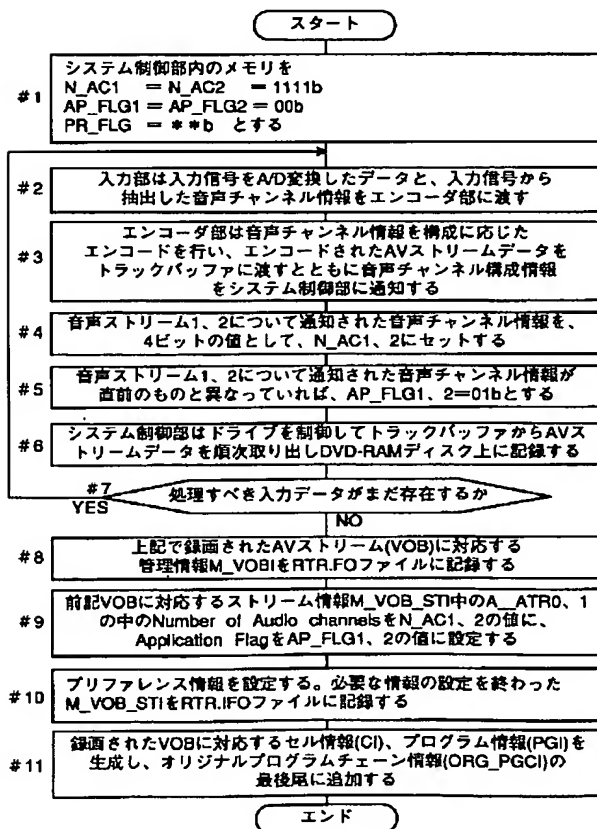 スタート
#1
システム制御部内のメモリを
N_AC1 = N_AC2 = 1111b
AP_FLG1 = AP_FLG2 = 00b
PR_FLG = **b とする
#2
入力部は入力信号をA/D変換したデータと、入力信号から
抽出した音声チャンネル情報をエンコーダ部に渡す
#3
エンコーダ部は音声チャンネル情報を構成に応じた
エンコードを行い、エンコードされたAVストリームデータを
トラックバッファに渡すとともに音声チャンネル構成情報
をシステム制御部に通知する
#4
音声ストリーム1、2について通知された音声チャンネル情報を、
4ビットの値として、N_AC1、2にセットする
#5
音声ストリーム1、2について通知された音声チャンネル情報が
直前のものと異なっていれば、AP_FLG1、2=01bとする
#6
システム制御部はドライブを制御してトラックバッファからAVス
トリームデータを順次取り出しDVD-RAMディスク上に記録する
#7
処理すべき入力データがまだ存在するか
YES
NO
#8
上記で録画されたAVストリーム(VOB)に対応する
管理情報M_VOBIをRTR.IFOファイルに記録する
#9
前記VOBに対応するストリーム情報M_VOB_STI中のA__ATR0、1
の中のNumber of Audio channelsをN_AC1、2の値に、
Application FlagをAP_FLG1、2の値に設定する
#10
プリファレンス情報を設定する。必要な情報の設定を終わった
M_VOB_STIをRTR.IFOファイルに記録する
#11
録画されたVOBに対応するセル情報(CI)、プログラム情報(PGI)を
生成し、オリジナルプログラムチェーン情報(ORG_PGCI)の
最後尾に追加する
エンド